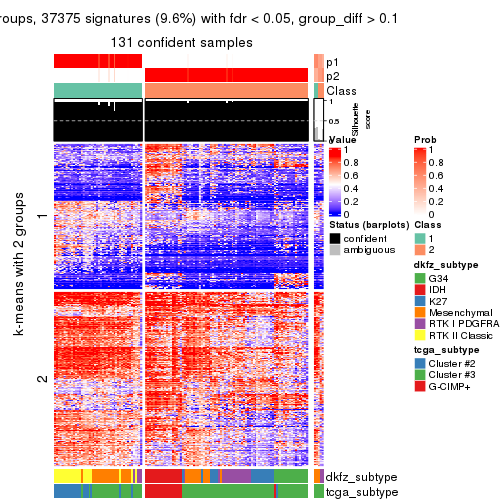 roups, 37375 signatures (9.6%) with fdr < 0.05, group_diff > 0.1
131 confident samples
p1
p2
Class
1
0.5
0
Silhouette
score
k-means with 2 groups
1
2
Value
1
0.8
0.6
0.4
0.2
0
Prob
1
0.8
0.6
0.4
0.2
0
Status (barplots)
confident
ambiguous
Class
1
2
dkfz_subtype
G34
IDH
K27
Mesenchymal
RTK I PDGFRA
RTK II Classic
tcga_subtype
Cluster #2
Cluster #3
G-CIMP+
dkfz_subtype
tcga_subtype